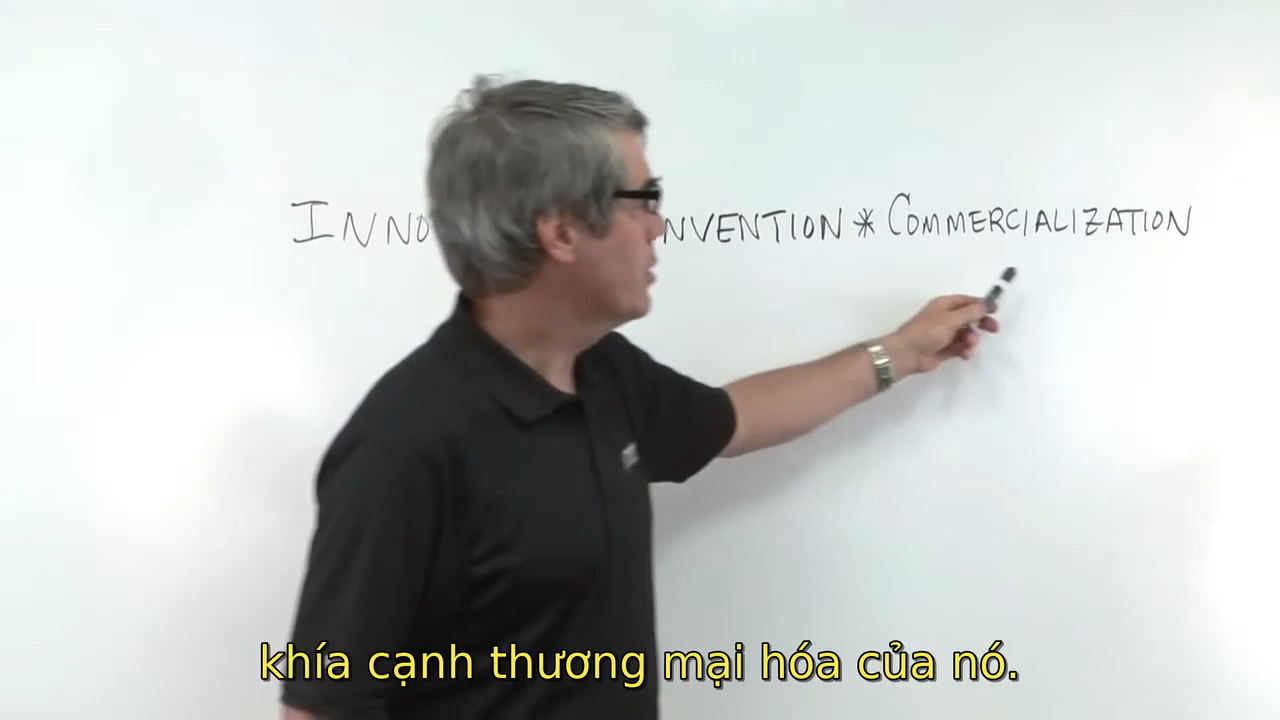 INNO NVENTION * COMMERCIALIZATION
khía cạnh thương mại hóa của nó.